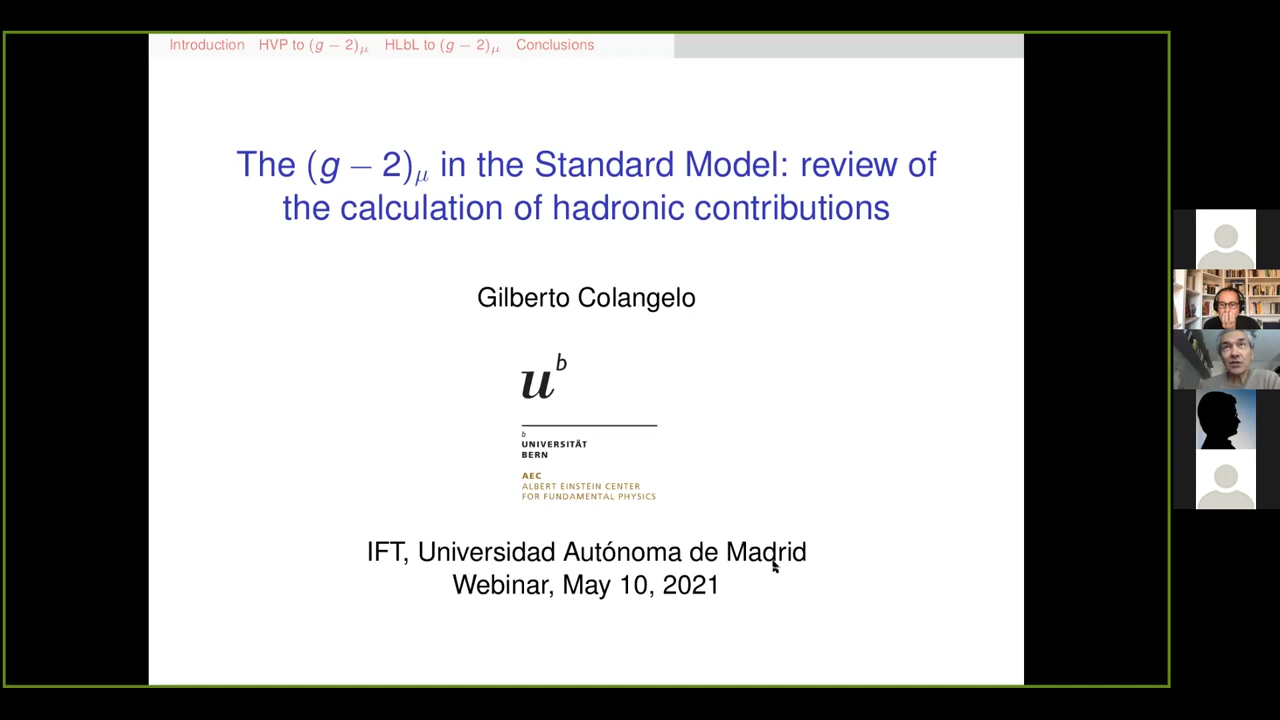 Introduction HVP to (g − 2)μ HLbL to (g − 2)μ Conclusions
The (g − 2)μ in the Standard Model: review of
the calculation of hadronic contributions
Gilberto Colangelo
u^b
b
UNIVERSITÄT
BERN
AEC
ALBERT EINSTEIN CENTER
FOR FUNDAMENTAL PHYSICS
IFT, Universidad Autónoma de Madrid
Webinar, May 10, 2021